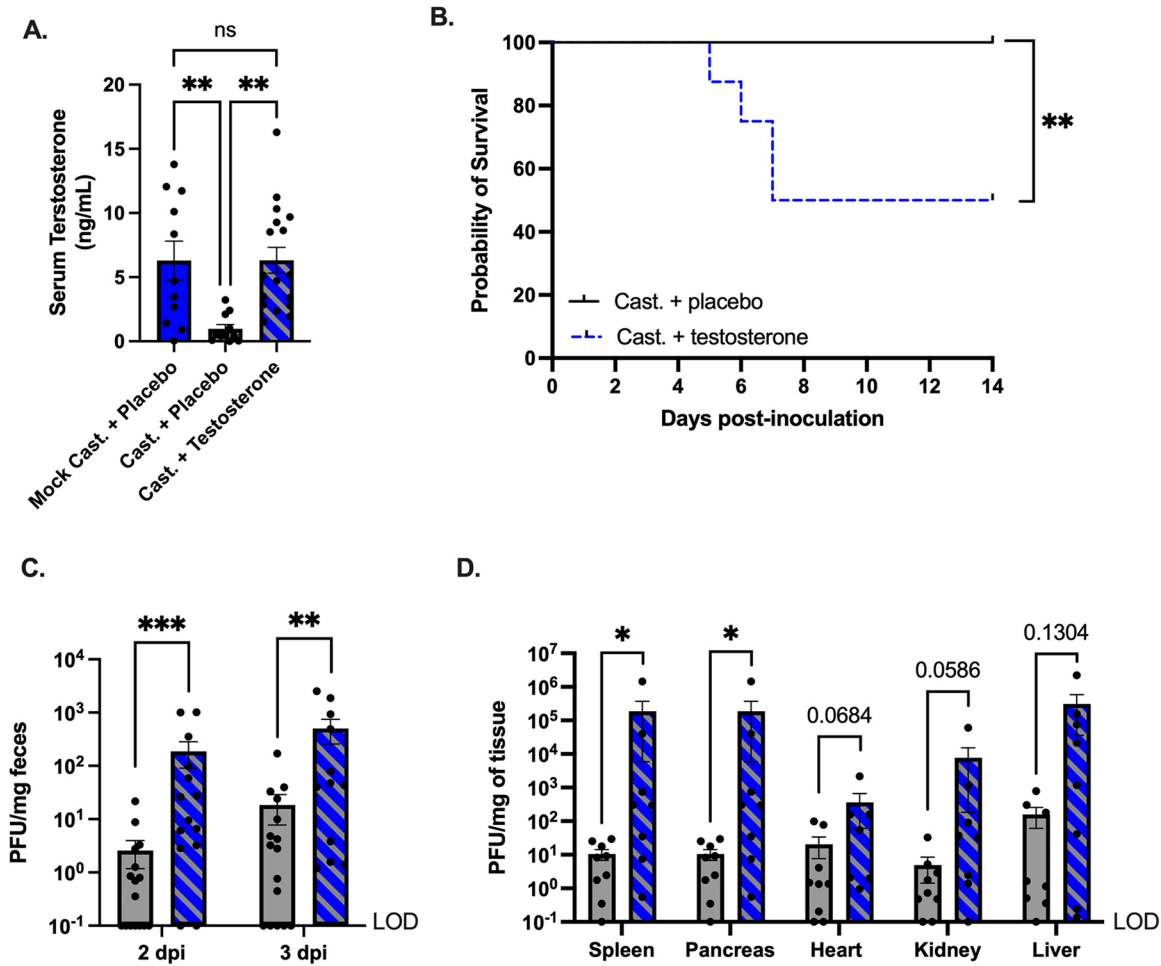 A.
ns
** **
20
15
10
5
0
Serum Terstosterone
(ng/mL)
Mock Cast. + Placebo
Cast. + Placebo
Cast. + Testosterone
B.
100
80
60
40
20
0
Probability of Survival
**
Cast. + placebo
Cast. + testosterone
0 2 4 6 8 10 12 14
Days post-inoculation
C.
*** **
10⁴
10³
10²
10¹
10⁰
10⁻¹
PFU/mg feces
LOD
2 dpi 3 dpi
D.
* * 0.0684 0.0586 0.1304
10⁷
10⁶
10⁵
10⁴
10³
10²
10¹
10⁰
10⁻¹
PFU/mg of tissue
LOD
Spleen Pancreas Heart Kidney Liver